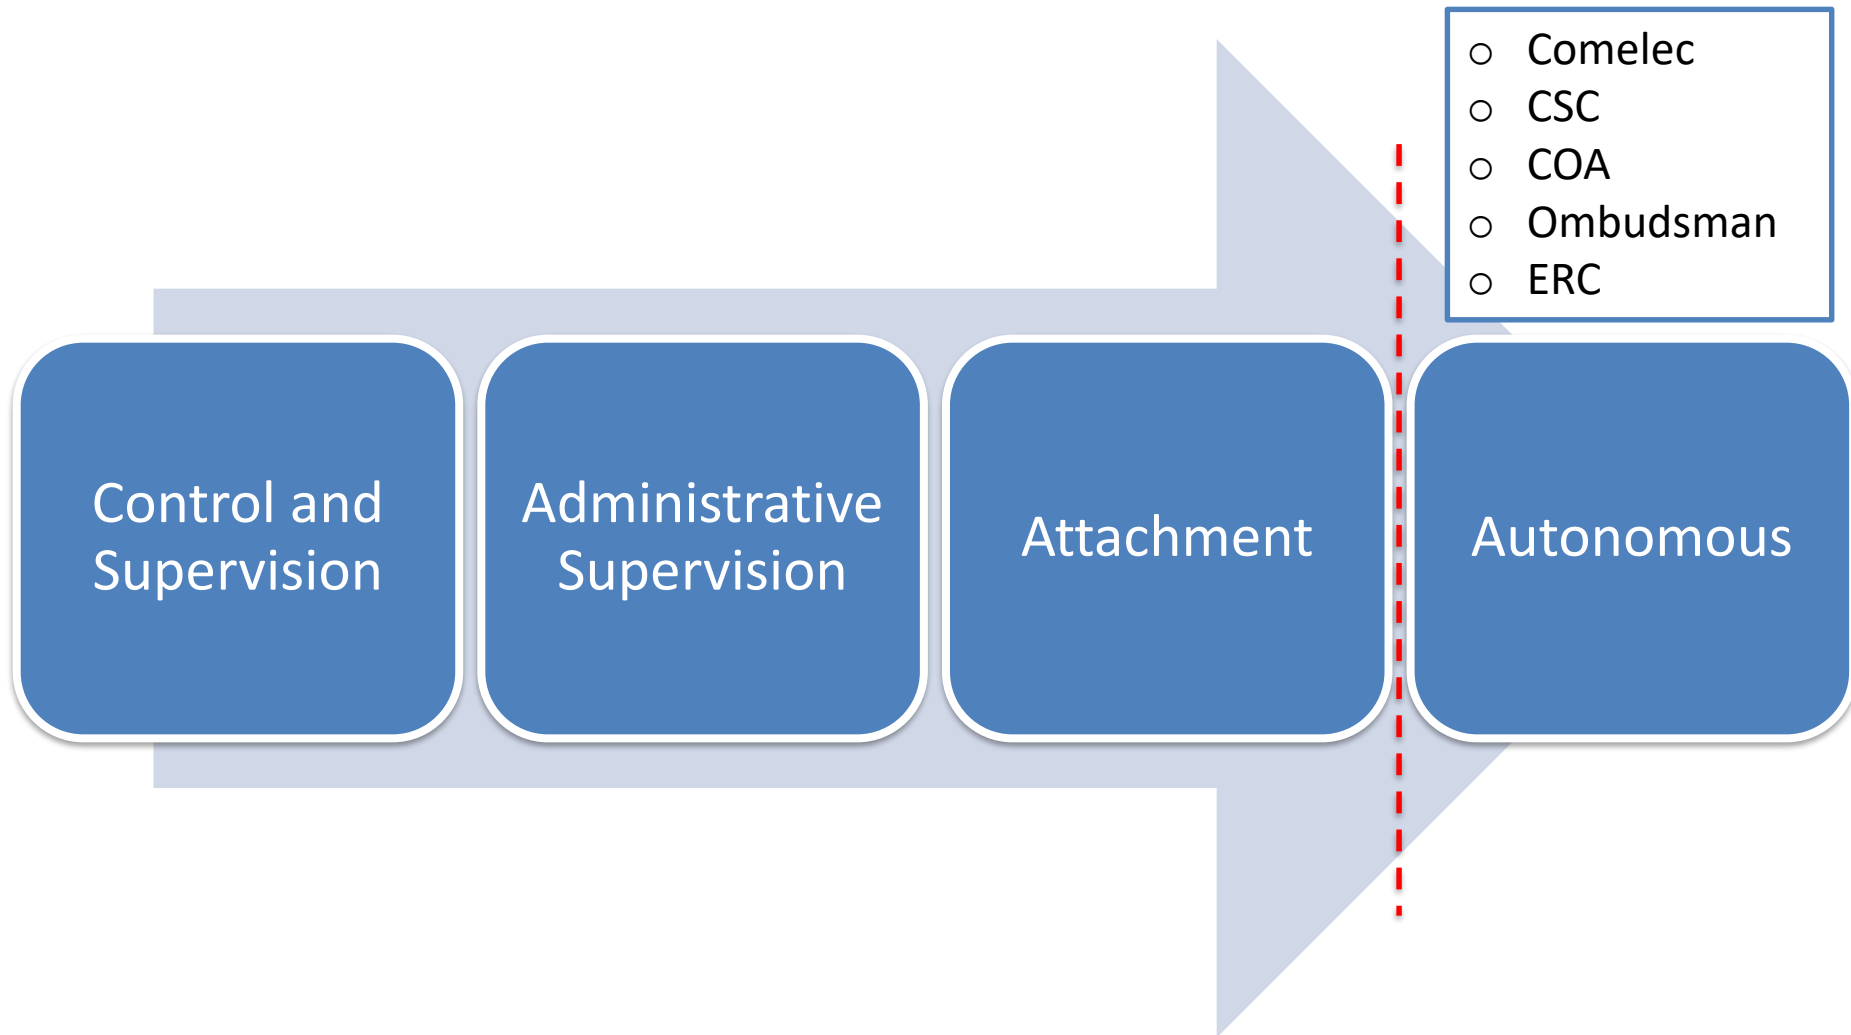 ○ Comelec
○ CSC
○ COA
○ Ombudsman
○ ERC
Control and
Supervision
Administrative
Supervision
Attachment
Autonomous